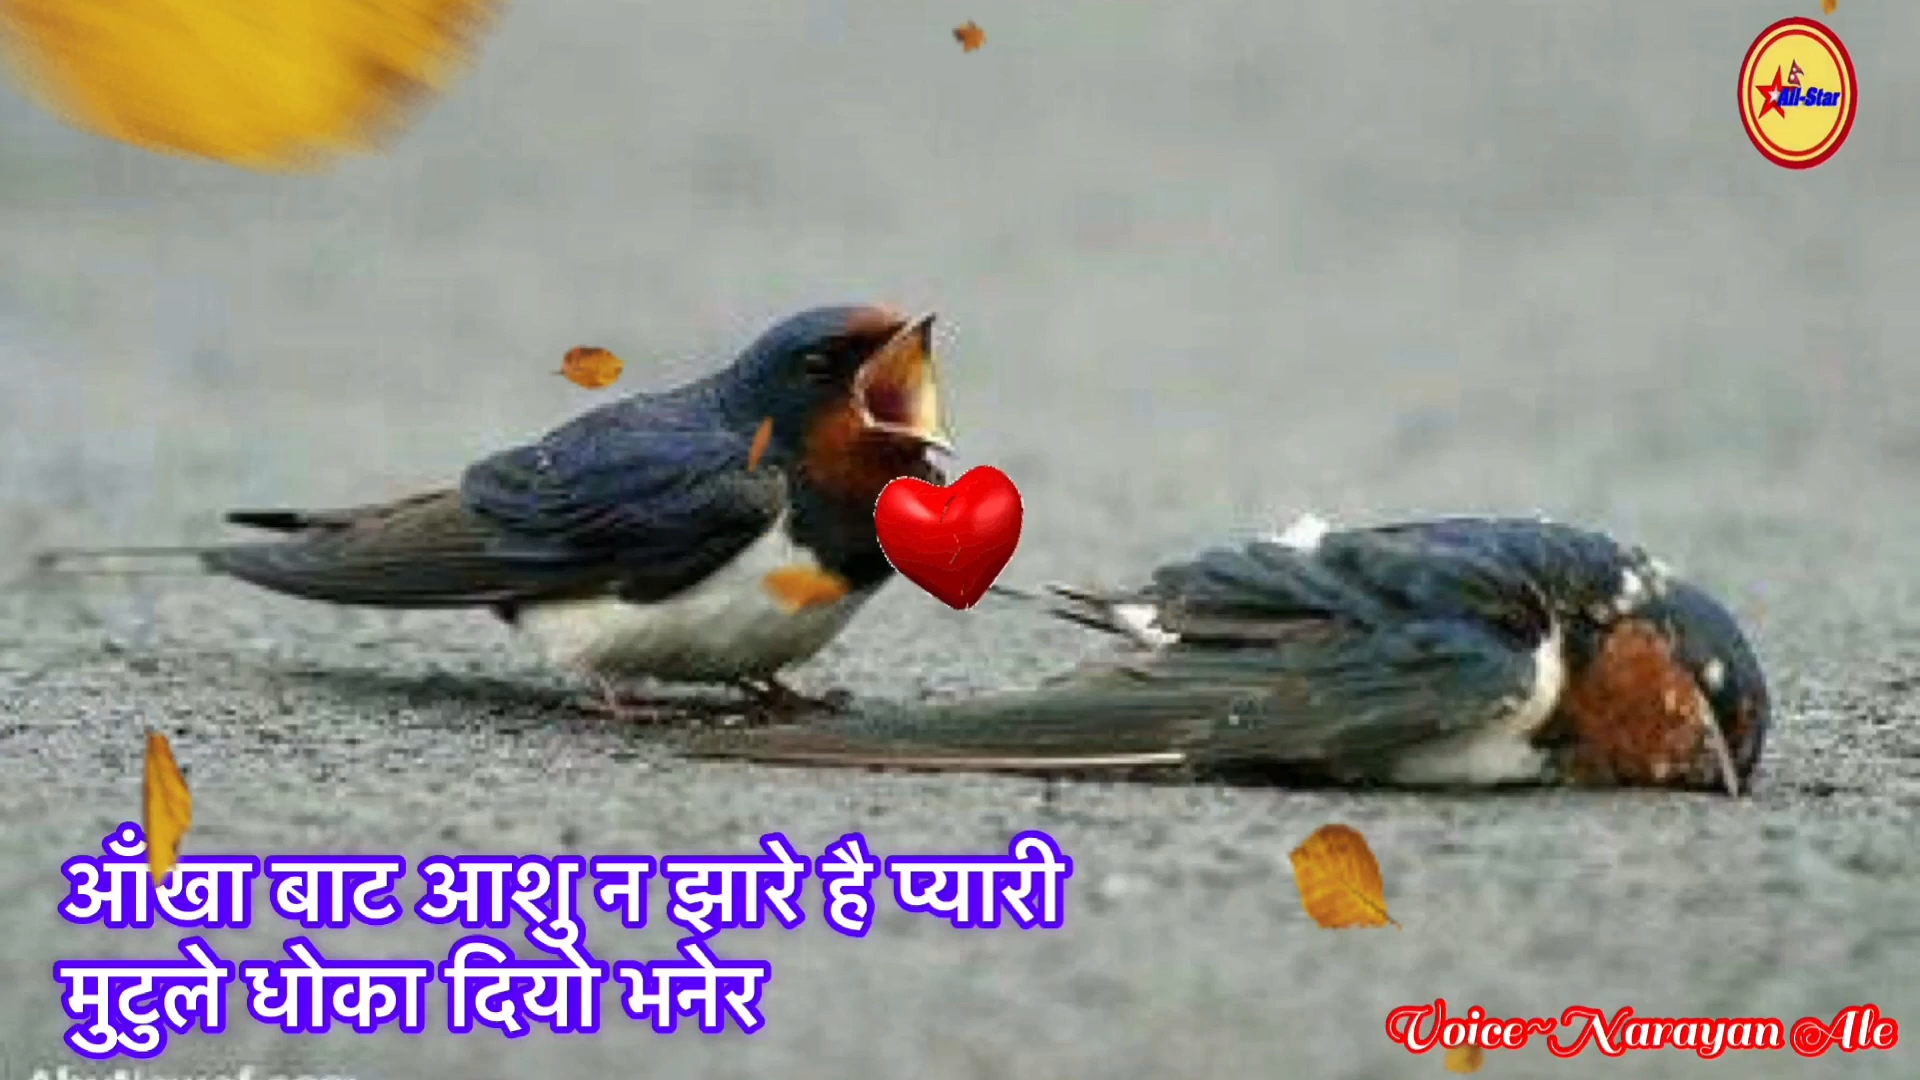 All-Star
आँखा बाट आशु न झारे है प्यारी
मुटुले धोका दियो भनेर
Voice~Narayan Ale